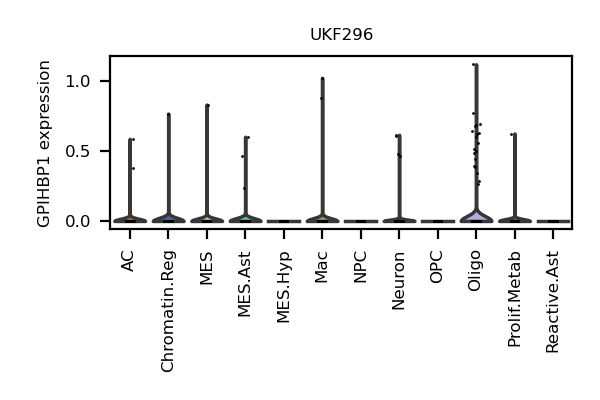 UKF296
GPIHBP1 expression
1.0
0.5
0.0
AC
Chromatin.Reg
MES
MES.Ast
MES.Hyp
Mac
NPC
Neuron
OPC
Oligo
Prolif.Metab
Reactive.Ast